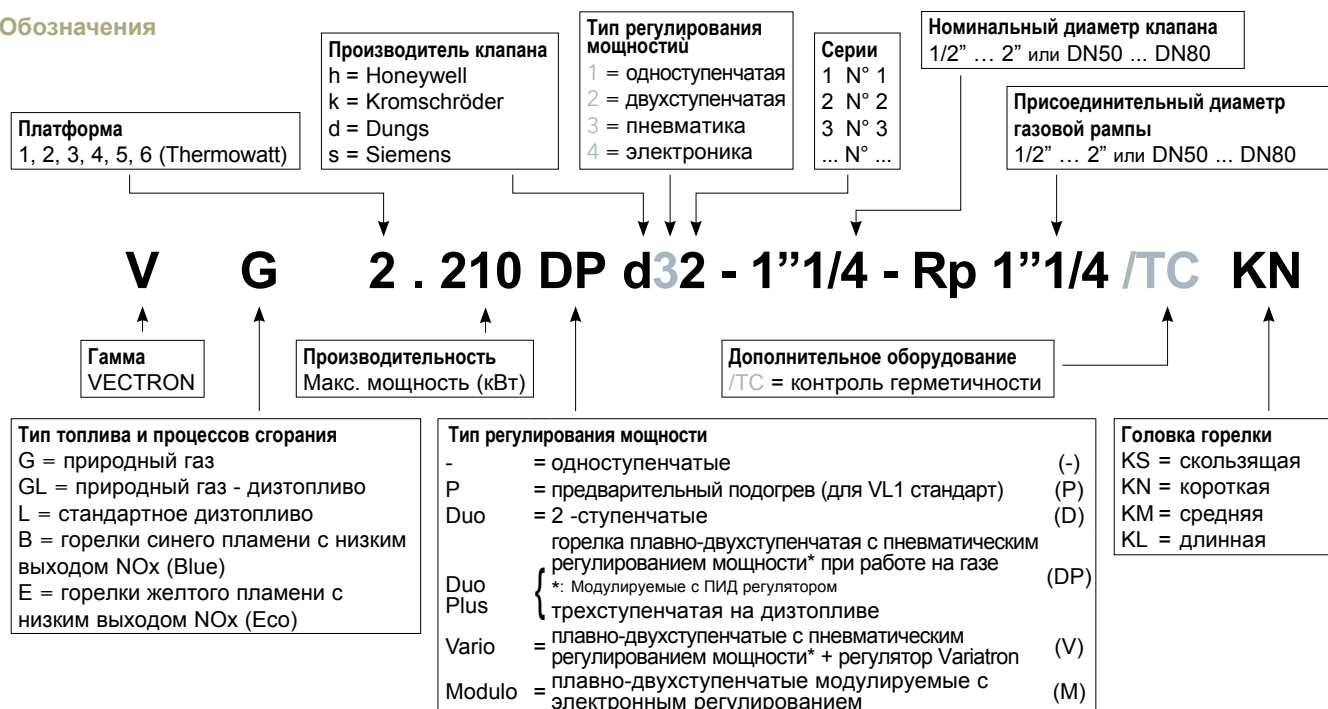 Обозначения
Платформа
1, 2, 3, 4, 5, 6 (Thermowatt)
Производитель клапана
h = Honeywell
k = Kromschröder
d = Dungs
s = Siemens
Тип регулирования
мощностиù
1 = одноступенчатая
2 = двухступенчатая
3 = пневматика
4 = электроника
Серии
1 N° 1
2 N° 2
3 N° 3
... N° ...
Номинальный диаметр клапана
1/2” … 2” или DN50 ... DN80
Присоединительный диаметр
газовой рампы
1/2” … 2” или DN50 ... DN80
V G 2 . 210 DP d32 - 1”1/4 - Rp 1”1/4 /TC KN
Гамма
VECTRON
Производительность
Макс. мощность (кВт)
Дополнительное оборудование
/TC = контроль герметичности
Тип топлива и процессов сгорания
G = природный газ
GL = природный газ - дизтопливо
L = стандартное дизтопливо
B = горелки синего пламени с низким
выходом NOx (Blue)
E = горелки желтого пламени с
низким выходом NOx (Eco)
Тип регулирования мощности
- = одноступенчатые (-)
P = предварительный подогрев (для VL1 стандарт) (P)
Duo = 2 -ступенчатые (D)
Duo Plus { горелка плавно-двухступенчатая с пневматическим
регулированием мощности* при работе на газе (DP)
*: Модулируемые с ПИД регулятором
трехступенчатая на дизтопливе
Vario = плавно-двухступенчатые с пневматическим
регулированием мощности* + регулятор Variatron (V)
Modulo = плавно-двухступенчатые модулируемые с
электронным регулированием (M)
Головка горелки
KS = скользящая
KN = короткая
KM = средняя
KL = длинная